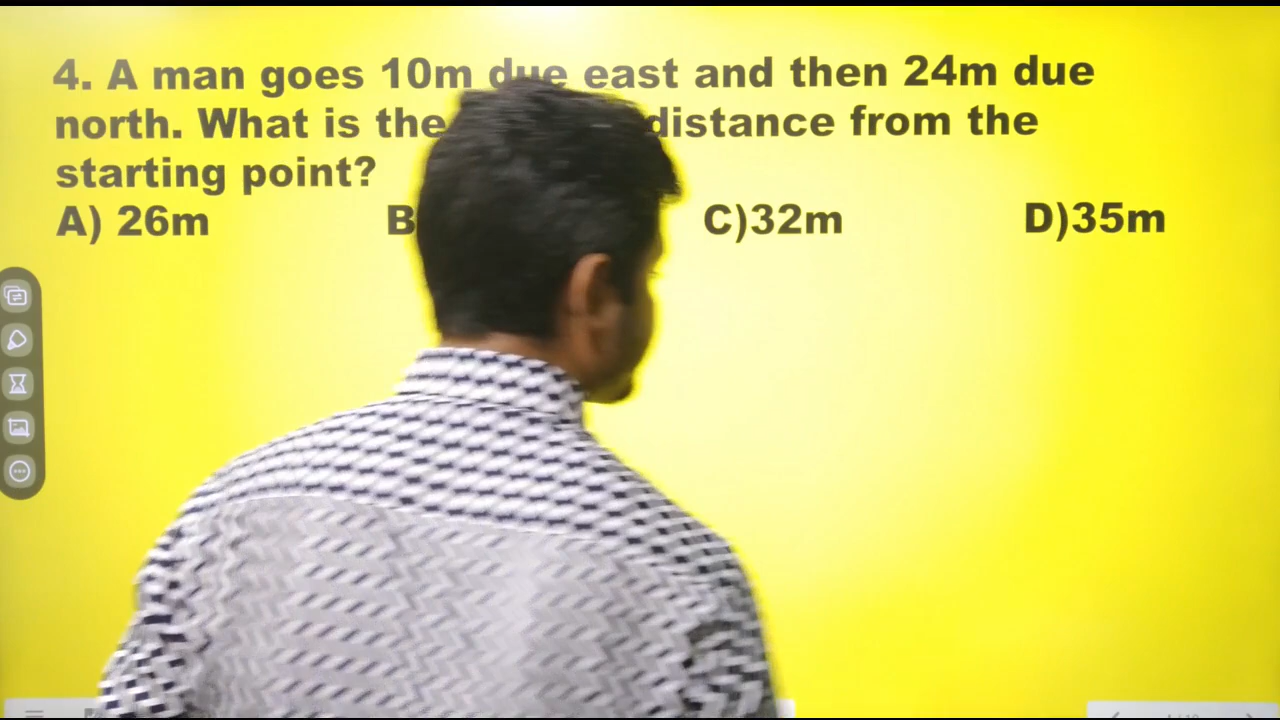 4. A man goes 10m due east and then 24m due
north. What is the distance from the
starting point?
A) 26m B C)32m D)35m